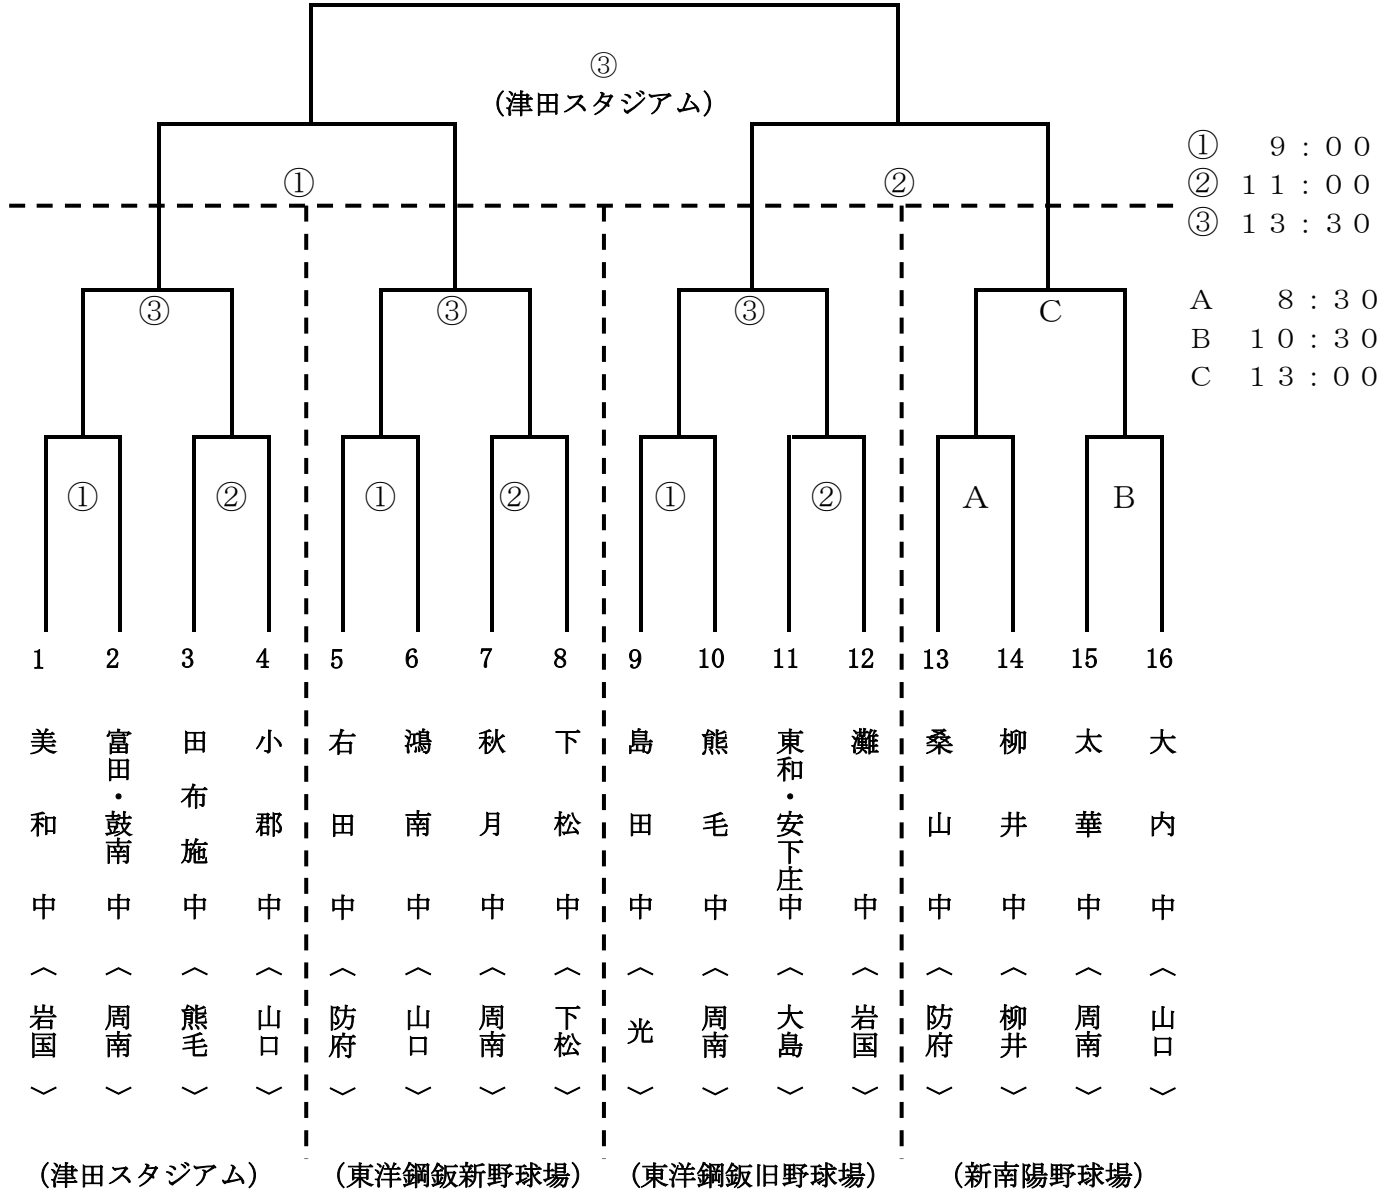 ③
（津田スタジアム）
① ②
① 9：00
② 11：00
③ 13：30
A 8：30
B 10：30
C 13：00
③ ③ ③ C
① ② ① ② ① ② A B
1 2 3 4 5 6 7 8 9 10 11 12 13 14 15 16
美和中〈岩国〉
富田・鼓南中〈周南〉
田布施中〈熊毛〉
小郡中〈山口〉
右田中〈防府〉
鴻南中〈山口〉
秋月中〈周南〉
下松中〈下松〉
島田中〈光〉
熊毛中〈周南〉
東和・安下庄中〈大島〉
灘中〈岩国〉
桑山中〈防府〉
柳井中〈柳井〉
太華中〈周南〉
大内中〈山口〉
（津田スタジアム） （東洋鋼鈑新野球場） （東洋鋼鈑旧野球場） （新南陽野球場）